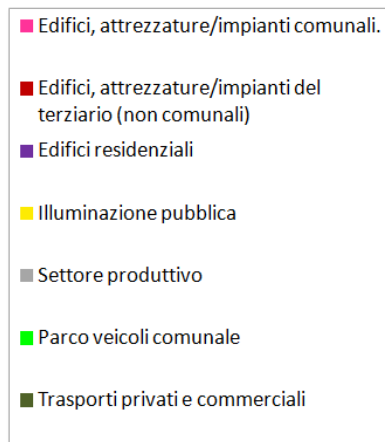 Edifici, attrezzature/impianti comunali.
Edifici, attrezzature/impianti del
terziario (non comunali)
Edifici residenziali
Illuminazione pubblica
Settore produttivo
Parco veicoli comunale
Trasporti privati e commerciali